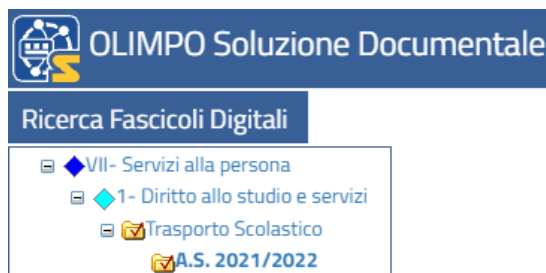 OLIMPO Soluzione Documentale
Ricerca Fascicoli Digitali
VII- Servizi alla persona
1- Diritto allo studio e servizi
Trasporto Scolastico
A.S. 2021/2022